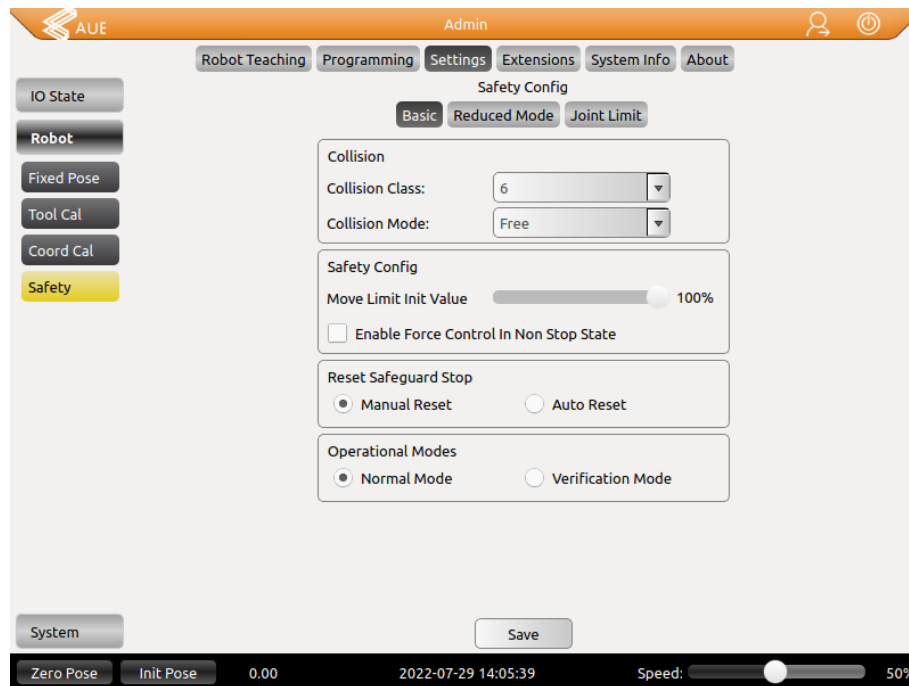 AUE
Admin
Robot Teaching Programming Settings Extensions System Info About
Safety Config
Basic Reduced Mode Joint Limit
IO State
Robot
Fixed Pose
Tool Cal
Coord Cal
Safety
Collision
Collision Class: 6
Collision Mode: Free
Safety Config
Move Limit Init Value 100%
Enable Force Control In Non Stop State
Reset Safeguard Stop
Manual Reset Auto Reset
Operational Modes
Normal Mode Verification Mode
System
Save
Zero Pose Init Pose 0.00 2022-07-29 14:05:39 Speed: 50%